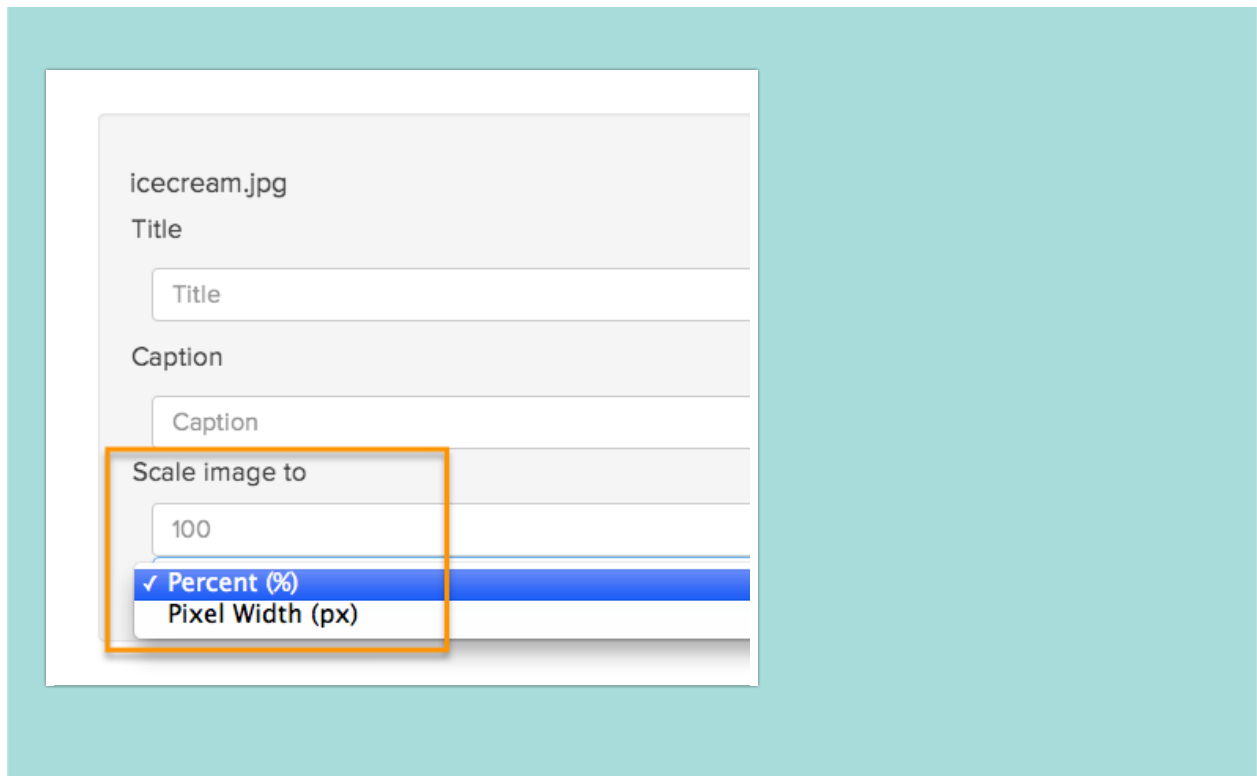 icecream.jpg
Title
Title
Caption
Caption
Scale image to
100
✓ Percent (%)
Pixel Width (px)